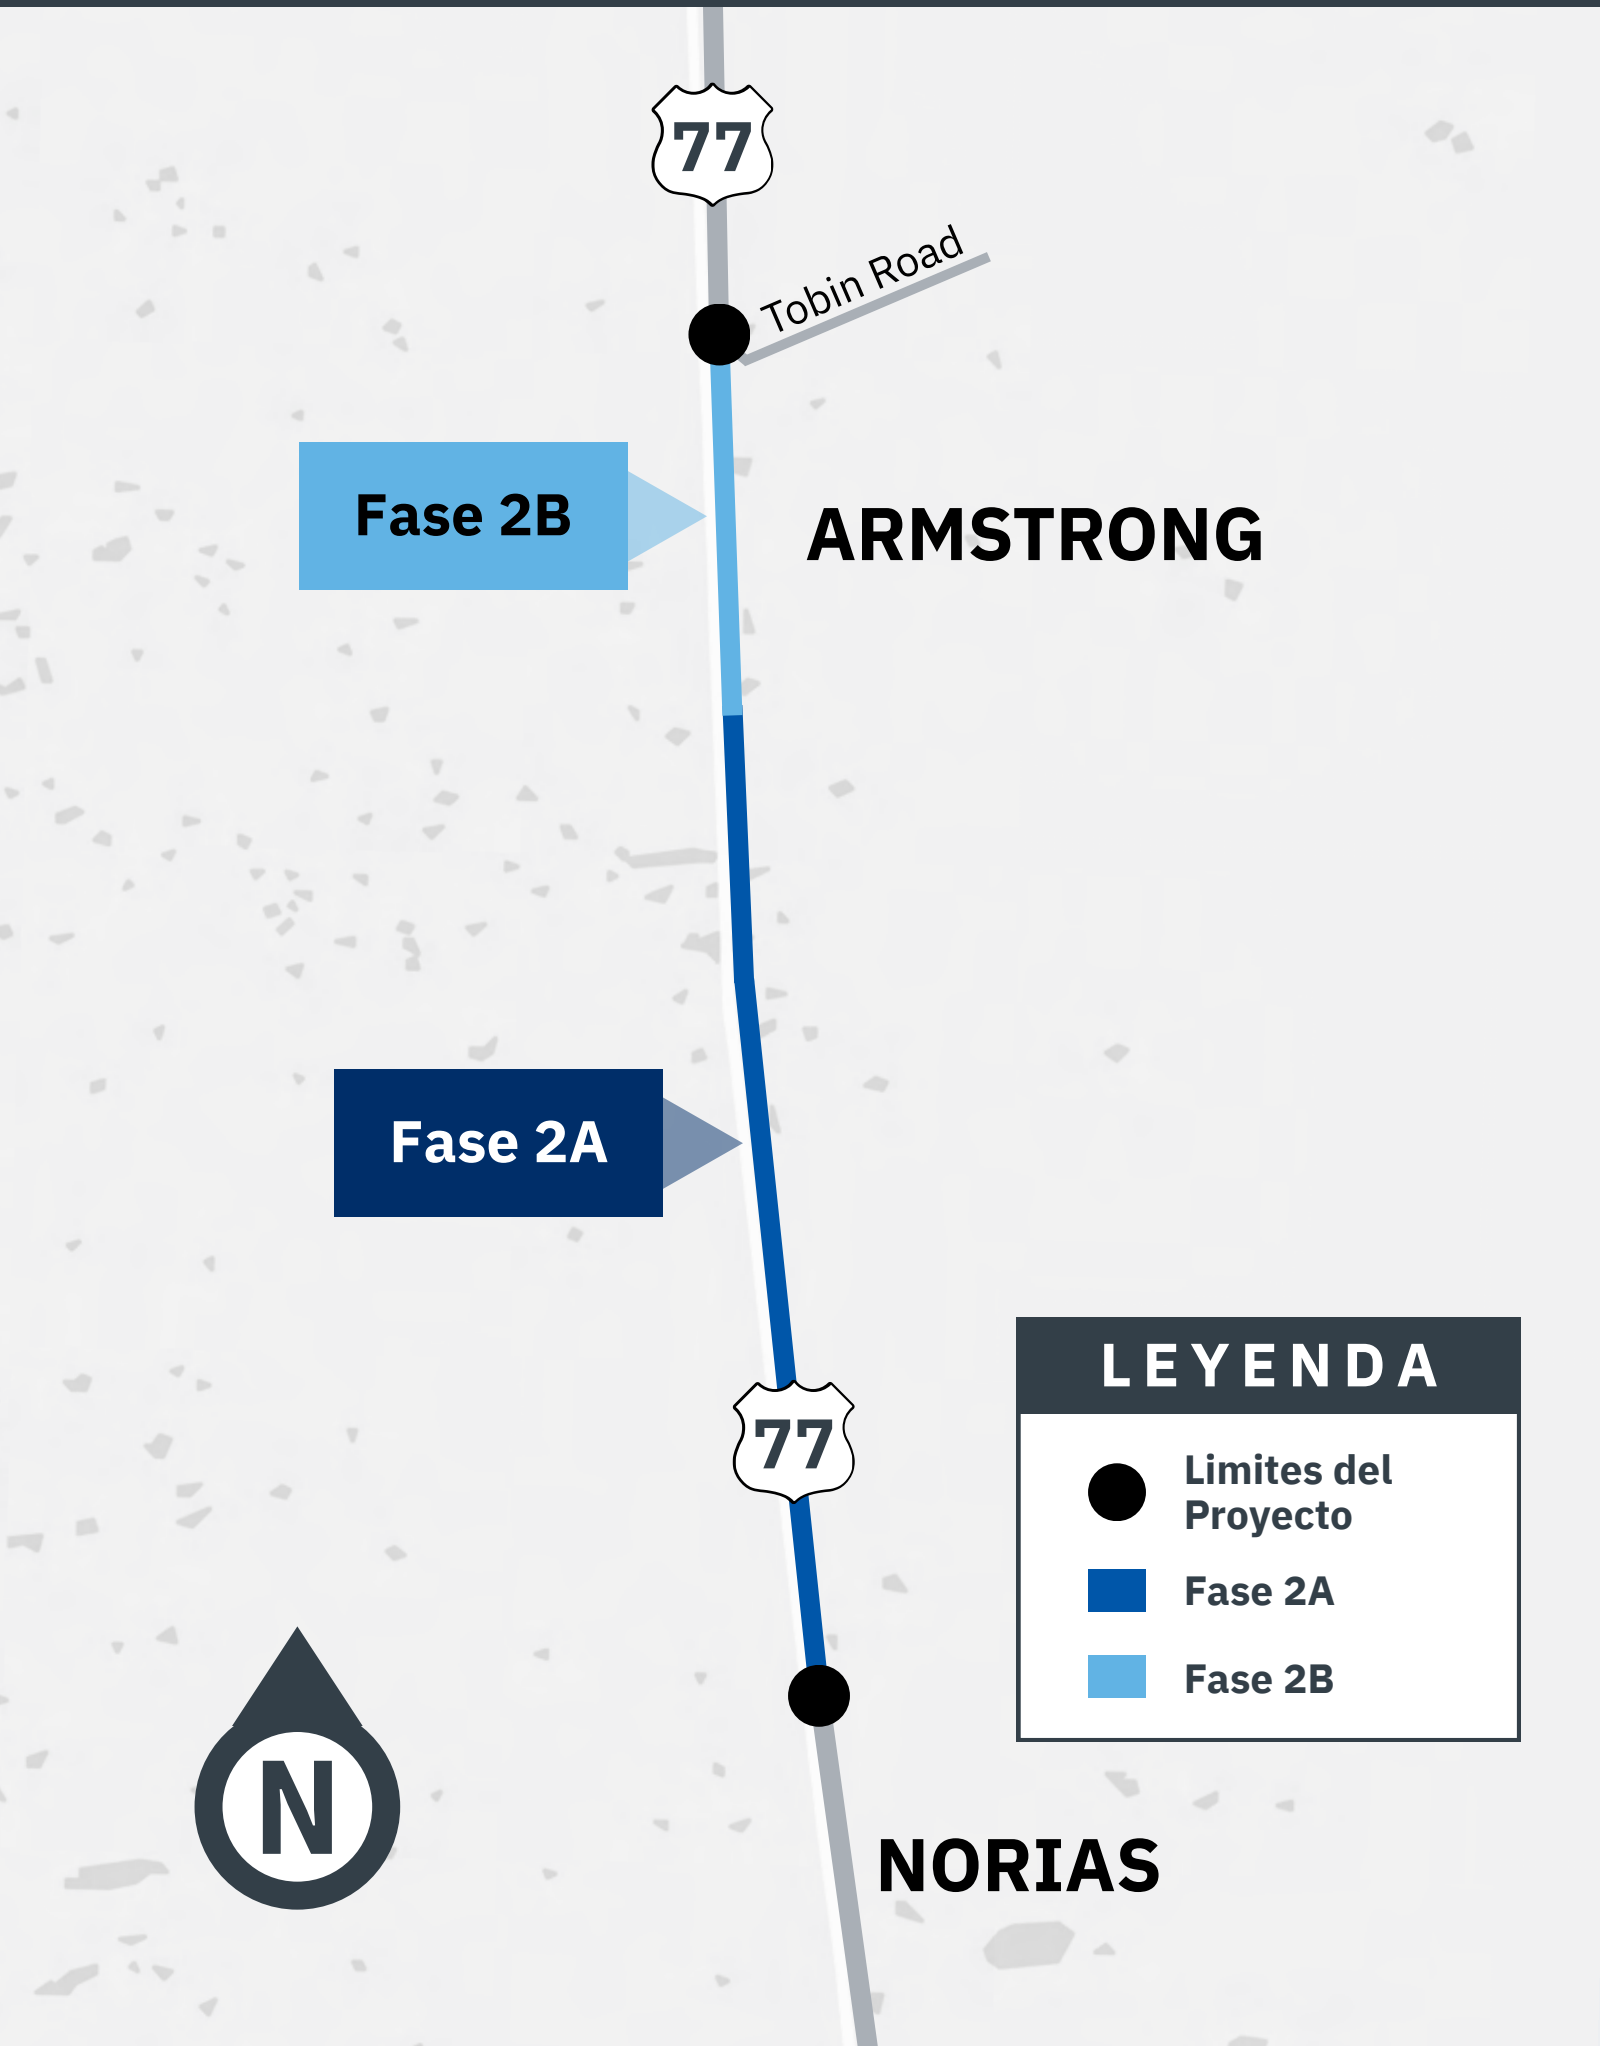 77
Tobin Road
Fase 2B
ARMSTRONG
Fase 2A
77
LEYENDA
Limites del
Proyecto
Fase 2A
Fase 2B
N
NORIAS